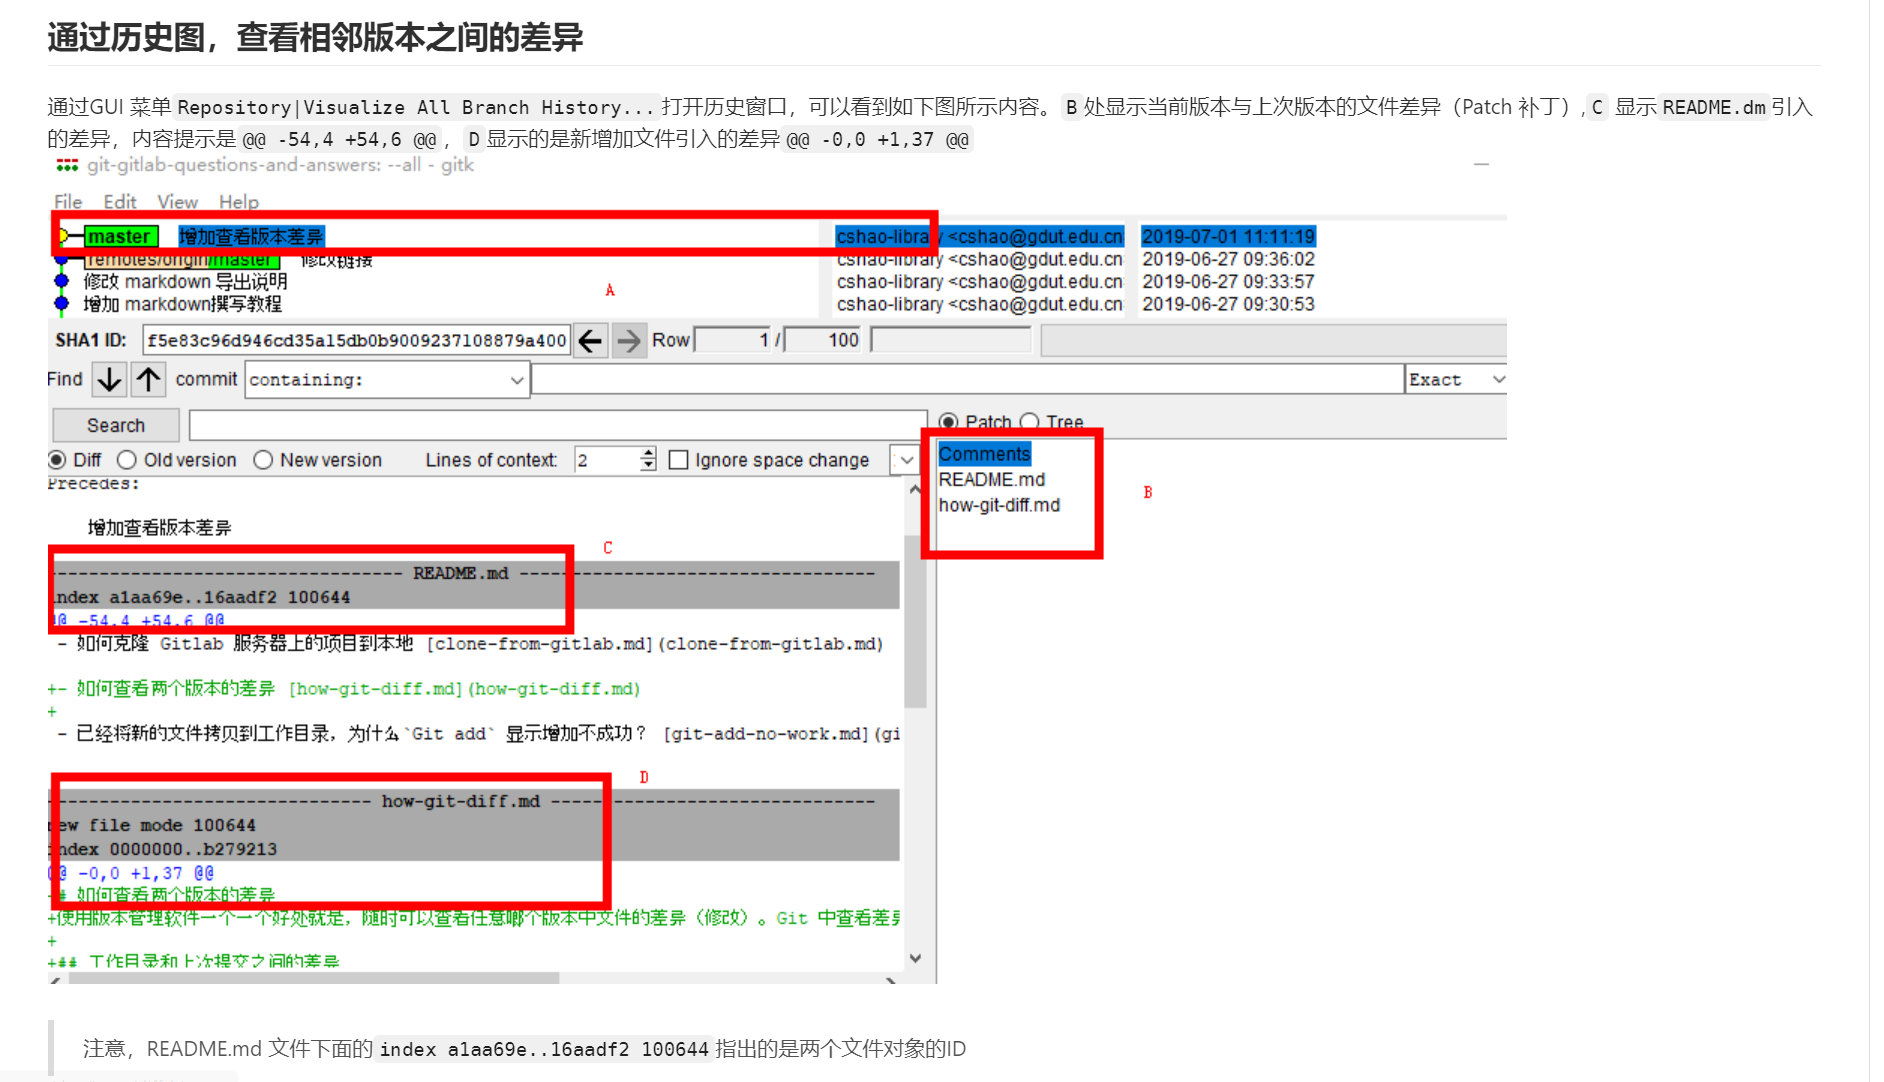 通过历史图，查看相邻版本之间的差异
通过GUI 菜单 Repository|Visualize All Branch History... 打开历史窗口，可以看到如下图所示内容。 B 处显示当前版本与上次版本的文件差异（Patch 补丁）, C 显示 README.dm 引入
的差异，内容提示是 @@ -54,4 +54,6 @@ ， D 显示的是新增加文件引入的差异 @@ -0,0 +1,37 @@
git-gitlab-questions-and-answers: --all - gitk
File Edit View Help
master 增加查看版本差异 cshao-library <cshao@gdut.edu.cn 2019-07-01 11:11:19
remotes/origin/master 修改链接 cshao-library <cshao@gdut.edu.cn 2019-06-27 09:36:02
修改 markdown 导出说明 cshao-library <cshao@gdut.edu.cn 2019-06-27 09:33:57
A
增加 markdown撰写教程 cshao-library <cshao@gdut.edu.cn 2019-06-27 09:30:53
SHA1 ID: f5e83c96d946cd35a15db0b9009237108879a400 Row 1 / 100
Find commit containing: Exact
Search Patch Tree
Diff Old version New version Lines of context: 2 Ignore space change
Comments
README.md
how-git-diff.md
B
Precedes:
增加查看版本差异
C
---------------------------------- README.md ----------------------------------
index a1aa69e..16aadf2 100644
@@ -54,4 +54,6 @@
- 如何克隆 Gitlab 服务器上的项目到本地 [clone-from-gitlab.md](clone-from-gitlab.md)
+- 如何查看两个版本的差异 [how-git-diff.md](how-git-diff.md)
+
- 已经将新的文件拷贝到工作目录，为什么`Git add` 显示增加不成功？ [git-add-no-work.md](gi
D
------------------------------- how-git-diff.md -------------------------------
new file mode 100644
index 0000000..b279213
@@ -0,0 +1,37 @@
+# 如何查看两个版本的差异
+使用版本管理软件一个一个好处就是，随时可以查看任意哪个版本中文件的差异（修改）。Git 中查看差异
+
+## 工作目录和上次提交之间的差异
注意，README.md 文件下面的 index a1aa69e..16aadf2 100644 指出的是两个文件对象的ID